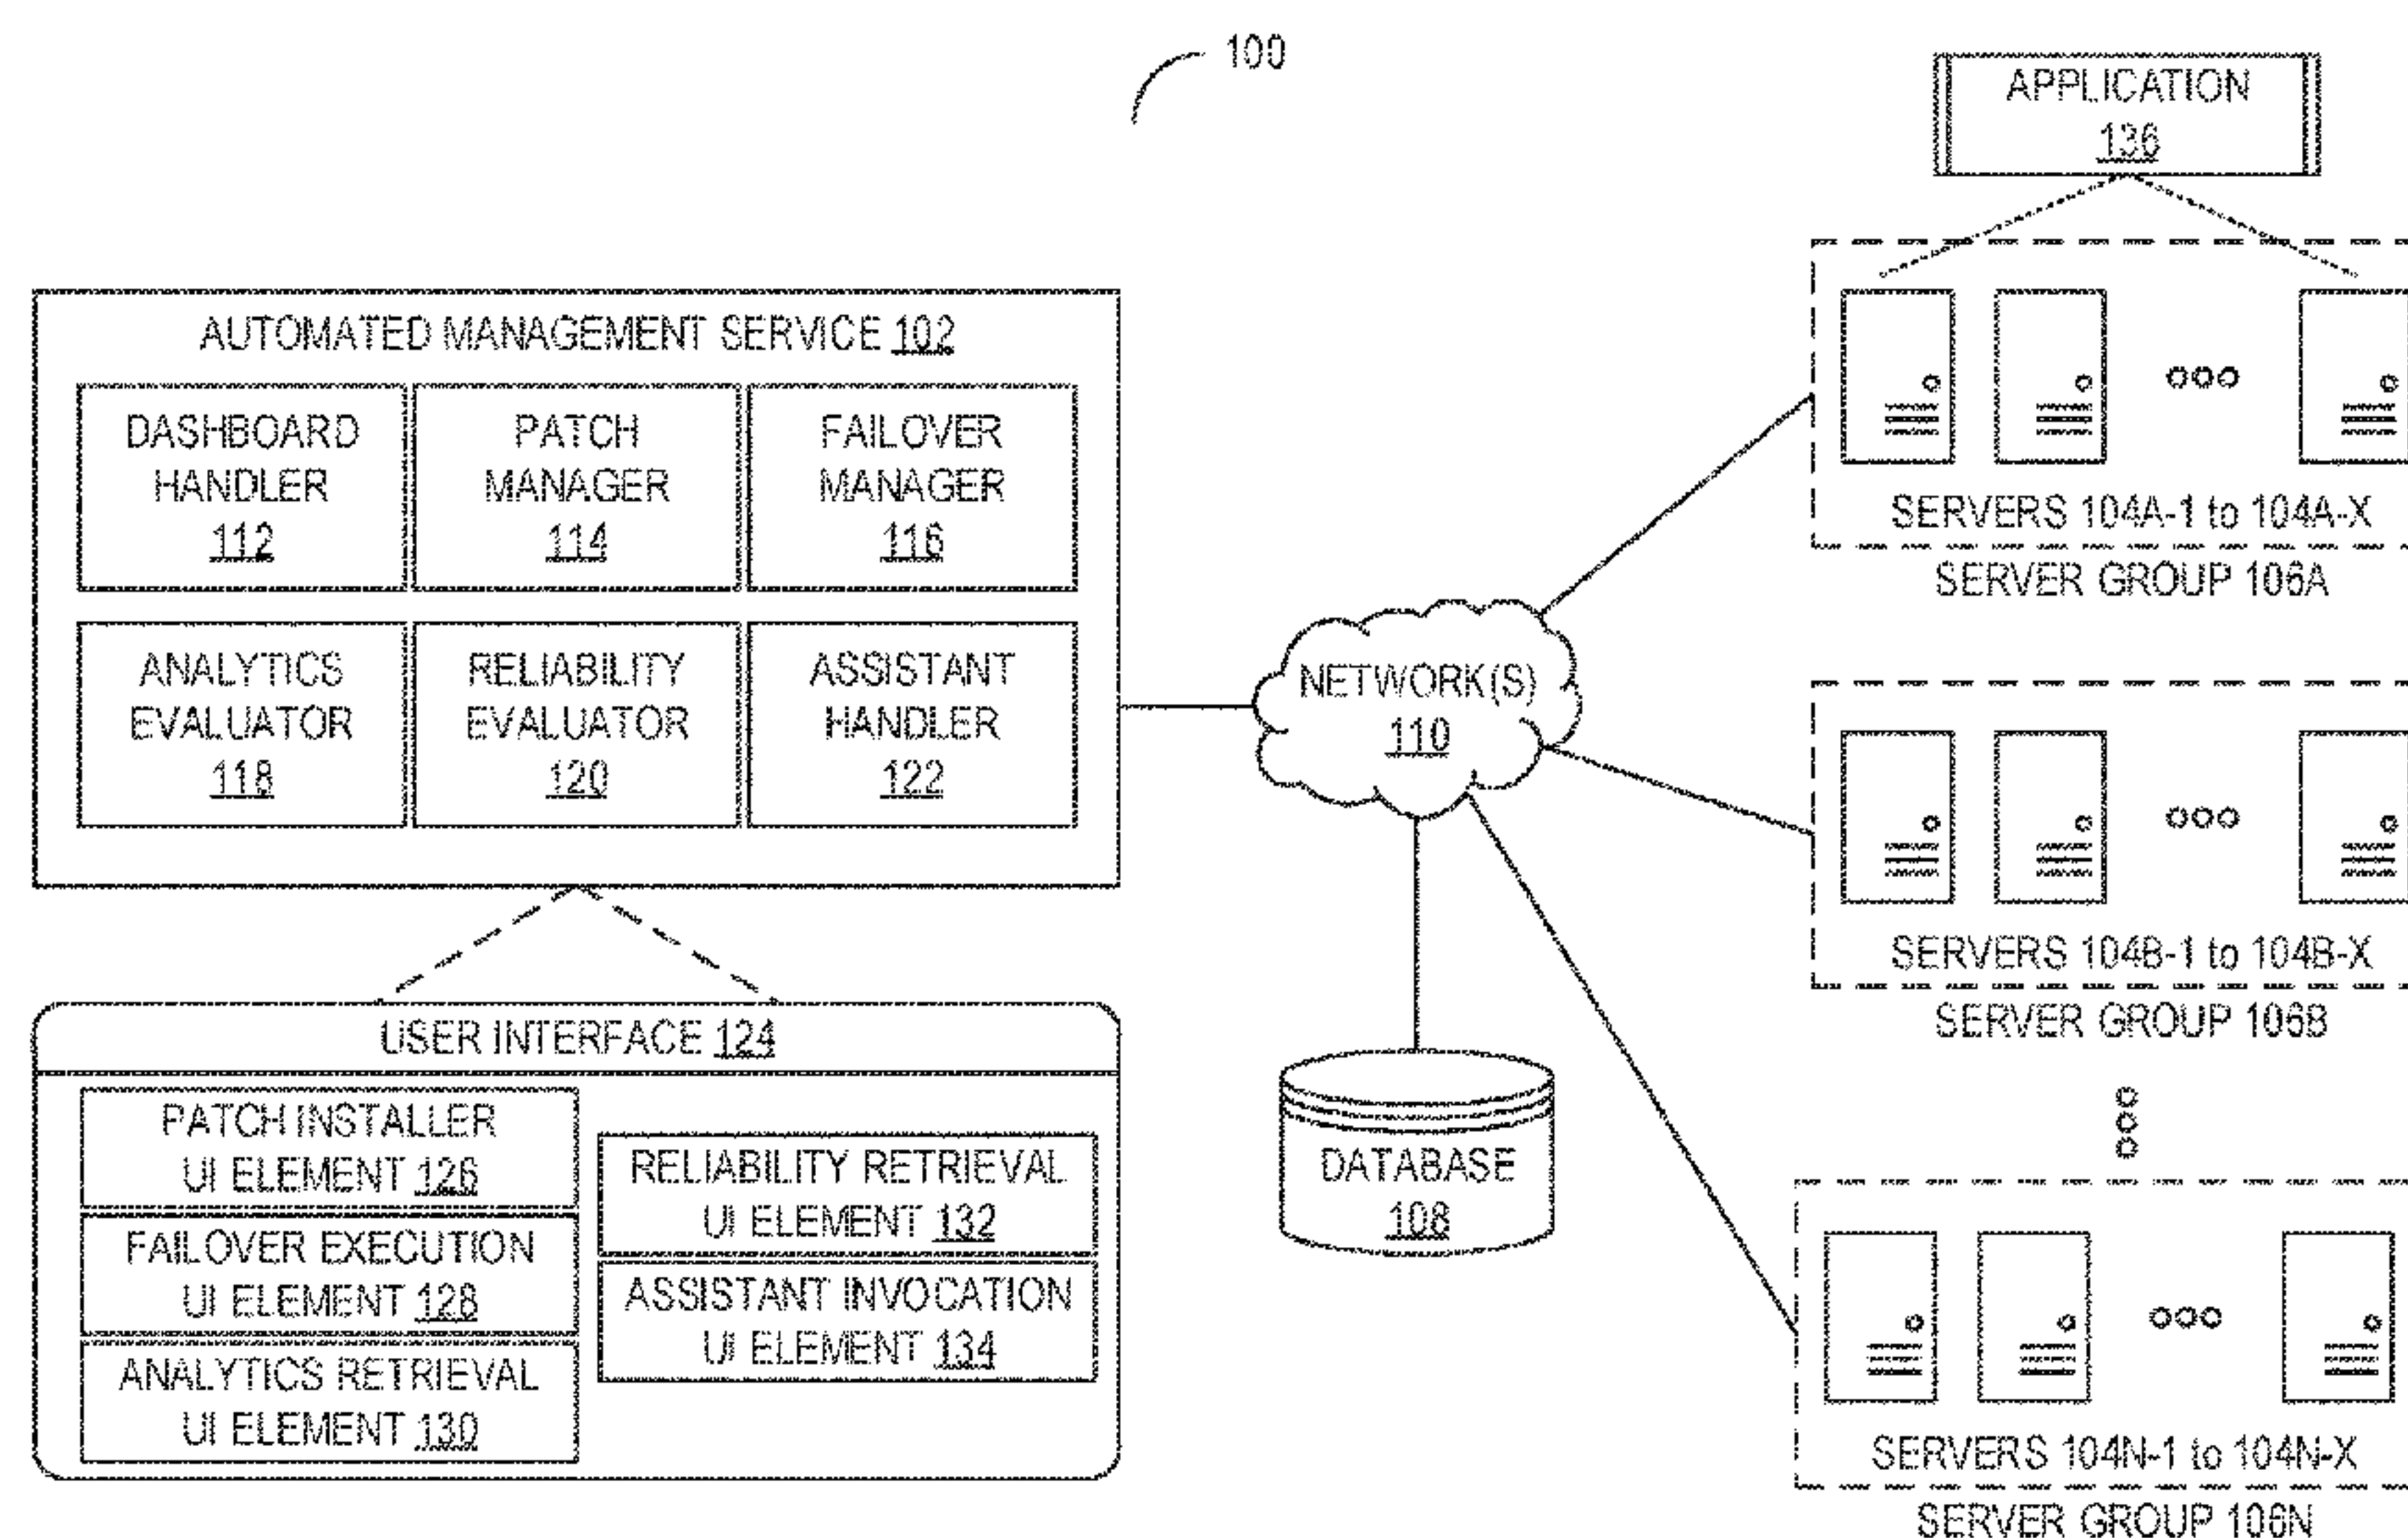 100
APPLICATION
136
AUTOMATED MANAGEMENT SERVICE 102
DASHBOARD
HANDLER
112
PATCH
MANAGER
114
FAILOVER
MANAGER
116
ANALYTICS
EVALUATOR
118
RELIABILITY
EVALUATOR
120
ASSISTANT
HANDLER
122
USER INTERFACE 124
PATCH INSTALLER
UI ELEMENT 126
FAILOVER EXECUTION
UI ELEMENT 128
ANALYTICS RETRIEVAL
UI ELEMENT 130
RELIABILITY RETRIEVAL
UI ELEMENT 132
ASSISTANT INVOCATION
UI ELEMENT 134
NETWORK(S)
110
DATABASE
108
SERVERS 104A-1 to 104A-X
SERVER GROUP 106A
SERVERS 104B-1 to 104B-X
SERVER GROUP 106B
SERVERS 104N-1 to 104N-X
SERVER GROUP 106N